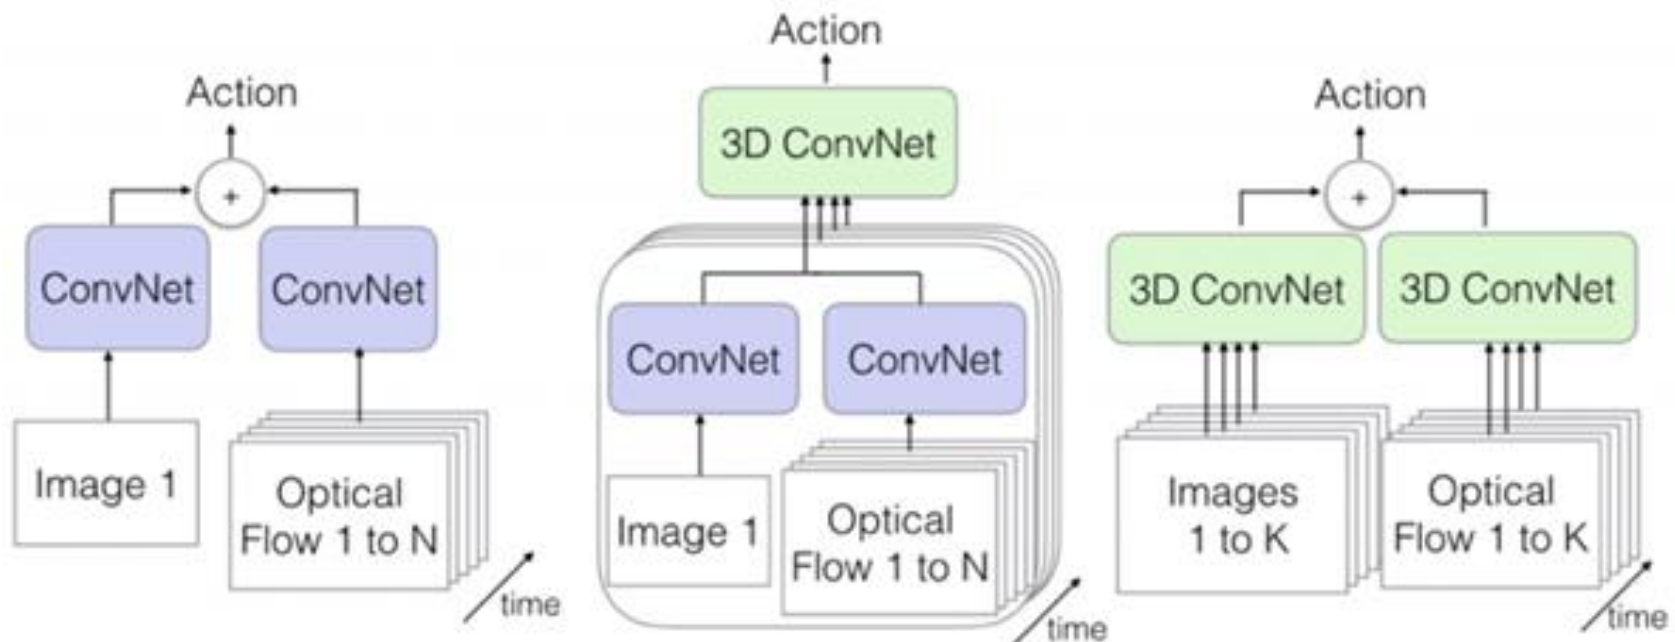 Action
+
ConvNet
ConvNet
Image 1
Optical
Flow 1 to N
time
Action
3D ConvNet
ConvNet
ConvNet
Image 1
Optical
Flow 1 to N
time
Action
+
3D ConvNet
3D ConvNet
Images
1 to K
Optical
Flow 1 to K
time